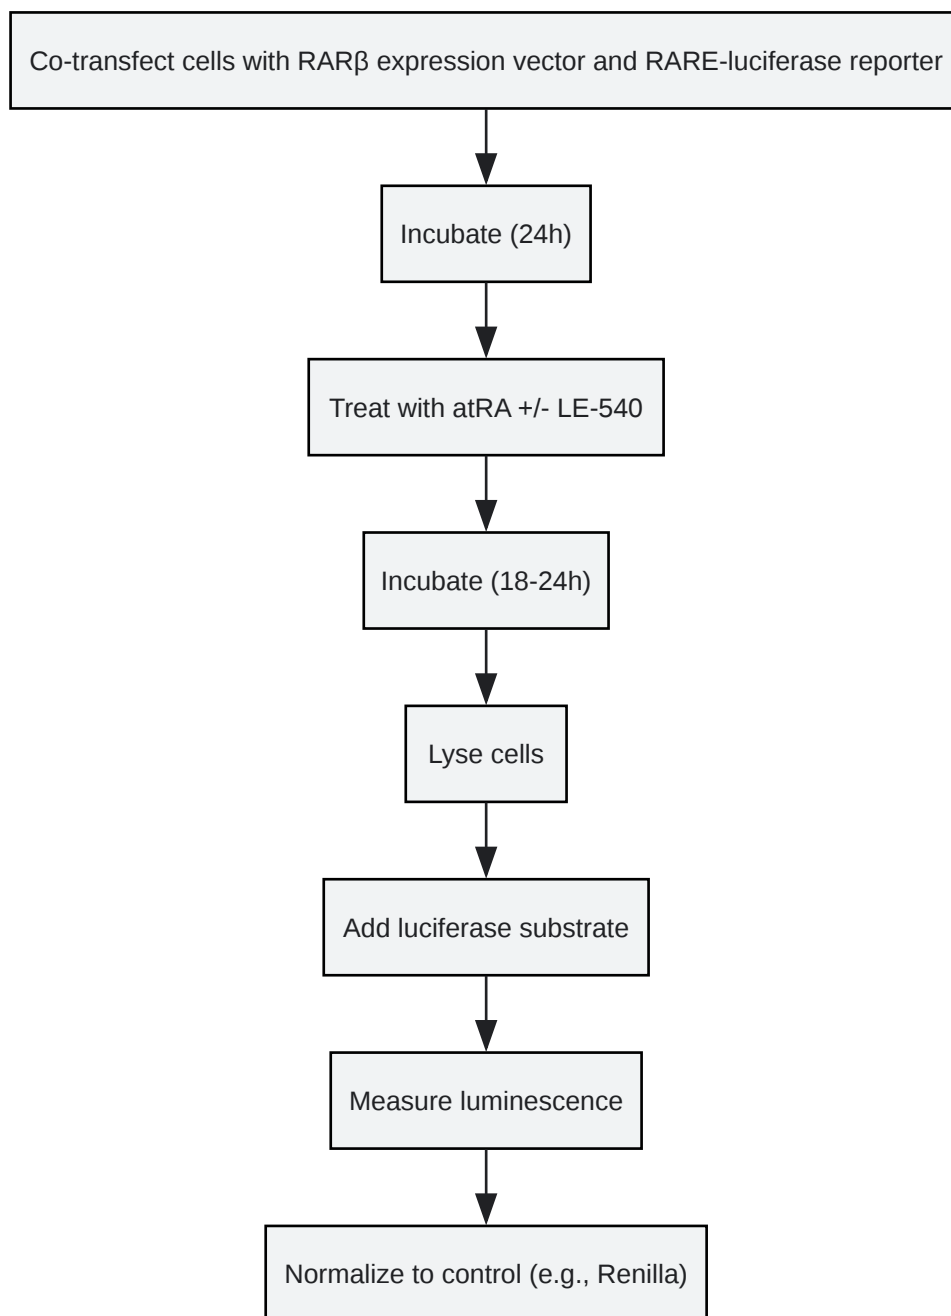 Co-transfect cells with RARβ expression vector and RARE-luciferase reporter
Incubate (24h)
Treat with atRA +/- LE-540
Incubate (18-24h)
Lyse cells
Add luciferase substrate
Measure luminescence
Normalize to control (e.g., Renilla)